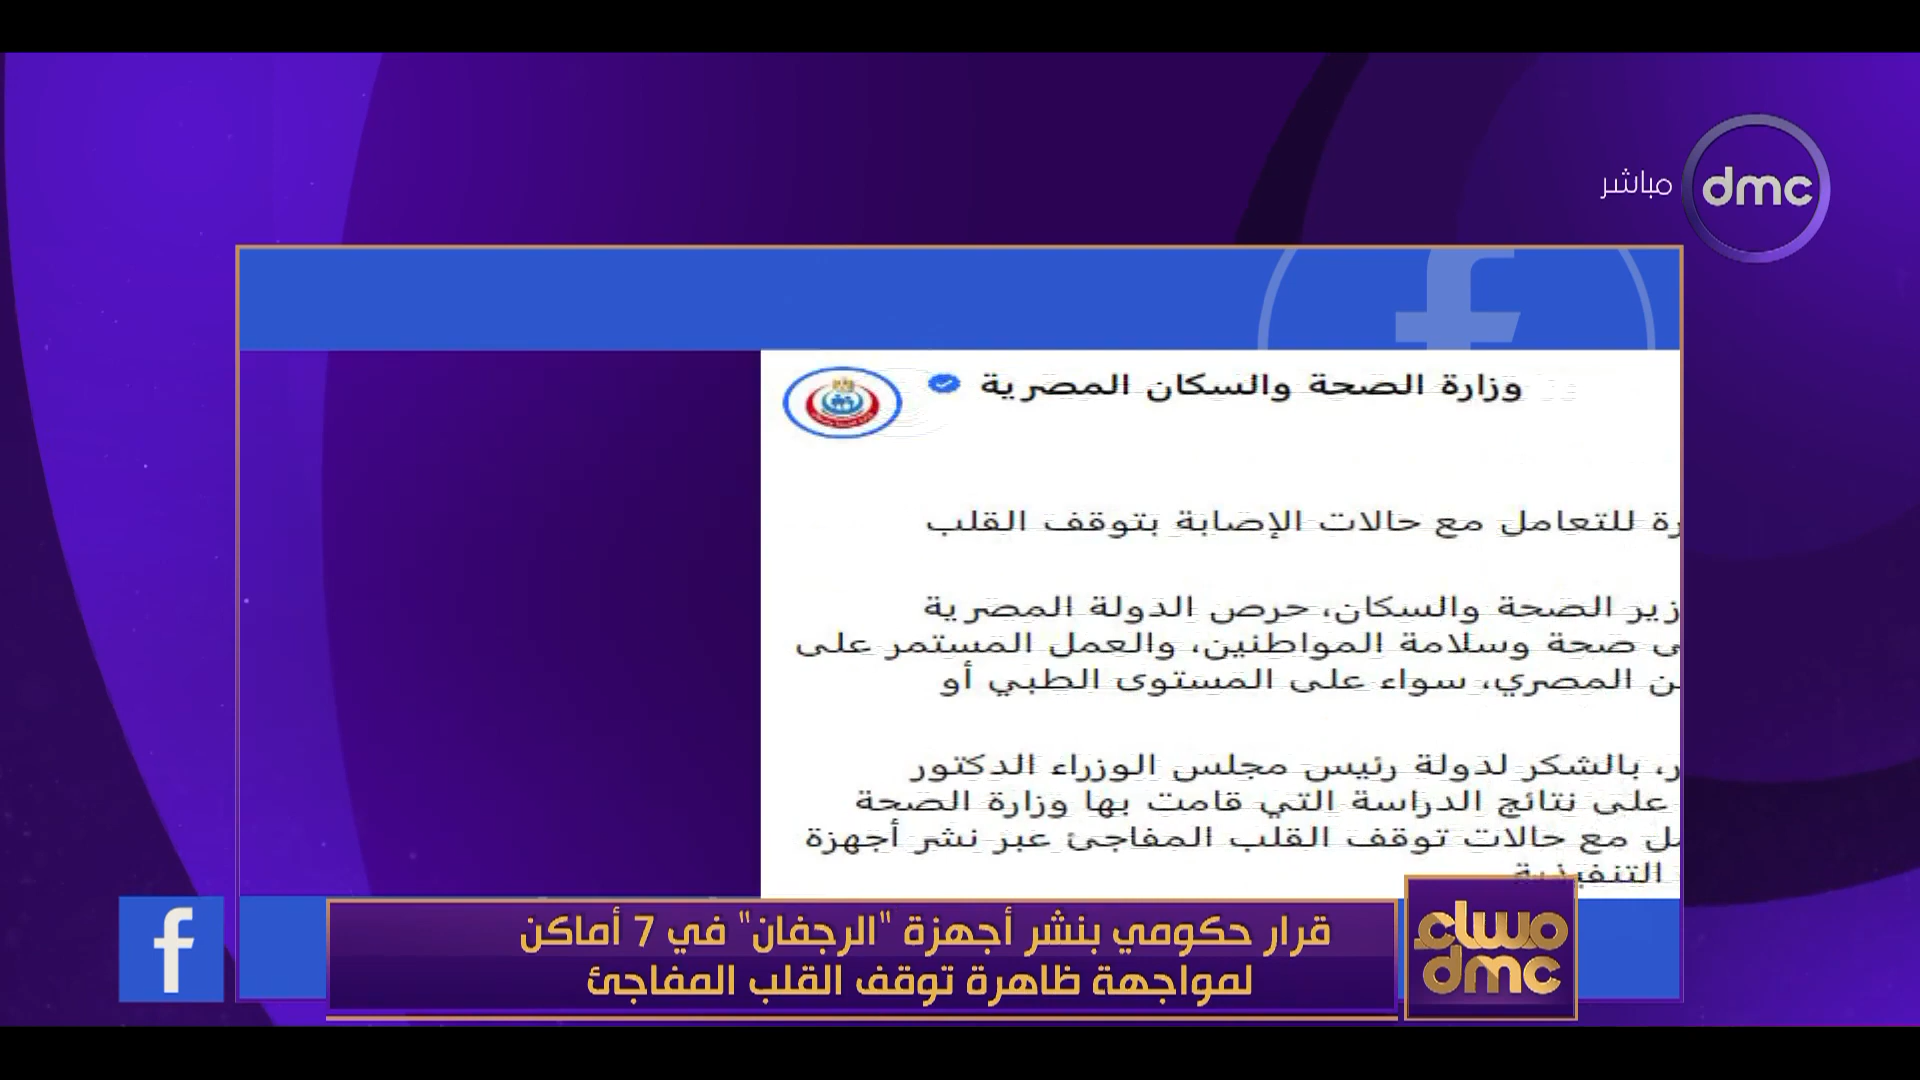 dmc
مباشر
وزارة الصحة والسكان المصرية
للتعامل مع حالات الإصابة بتوقف القلب
الصحة والسكان، حرص الدولة المصرية
صحة وسلامة المواطنين، والعمل المستمر على
المصري، سواء على المستوى الطبي أو
بالشكر لدولة رئيس مجلس الوزراء الدكتور
على نتائج الدراسة التي قامت بها وزارة الصحة
مع حالات توقف القلب المفاجئ عبر نشر أجهزة
التنفيذية
قرار حكومي بنشر أجهزة "الرجفان" في 7 أماكن
لمواجهة ظاهرة توقف القلب المفاجئ
مساء
dmc